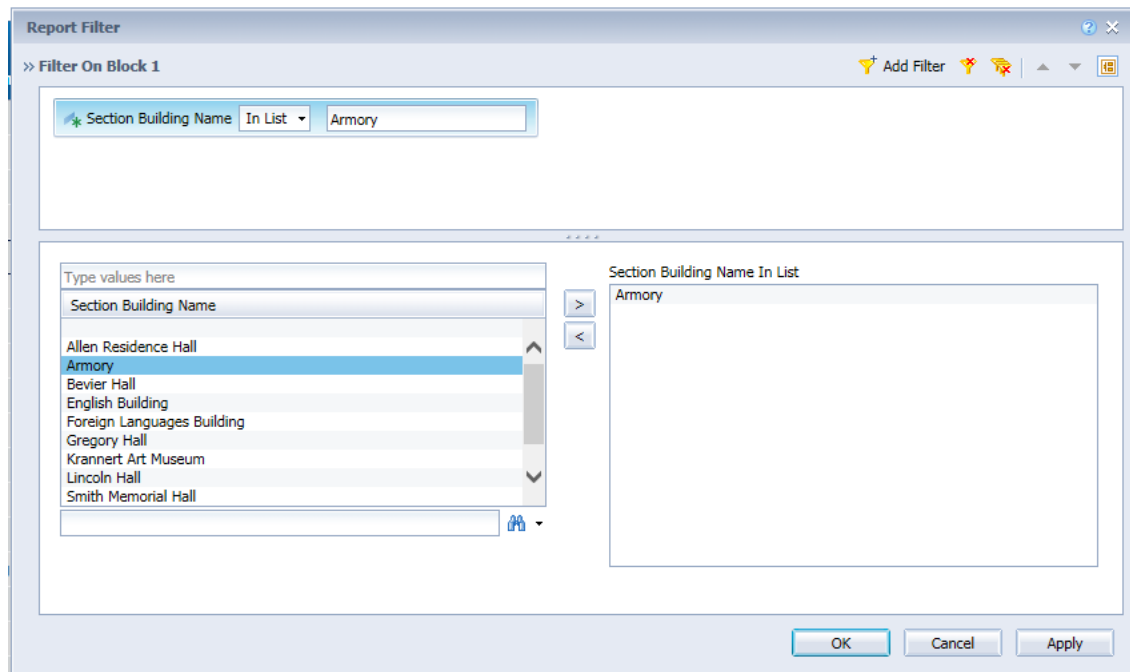 Report Filter
» Filter On Block 1
Add Filter
Section Building Name In List Armory
Type values here
Section Building Name
Allen Residence Hall
Armory
Bevier Hall
English Building
Foreign Languages Building
Gregory Hall
Krannert Art Museum
Lincoln Hall
Smith Memorial Hall
>
<
Section Building Name In List
Armory
OK
Cancel
Apply